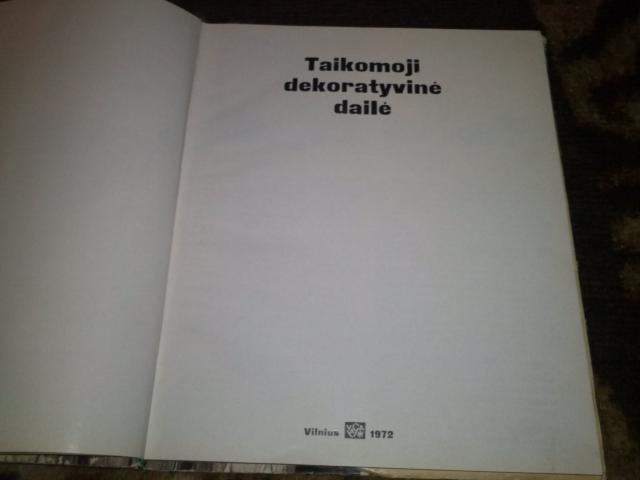 Taikomoji
dekoratyvinė
dailė
Vilnius 1972